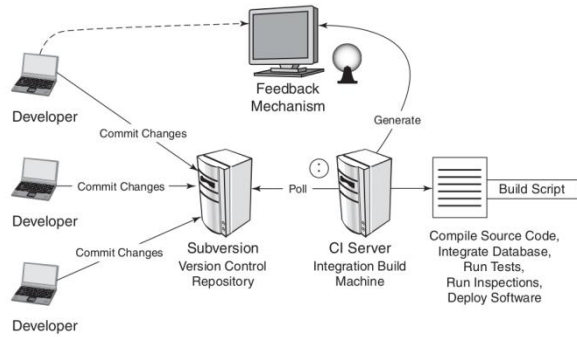 Feedback
Mechanism
Developer
Commit Changes
Generate
Developer
Commit Changes
Poll
Build Script
Commit Changes
Subversion
Version Control
Repository
CI Server
Integration Build
Machine
Compile Source Code,
Integrate Database,
Run Tests,
Run Inspections,
Deploy Software
Developer